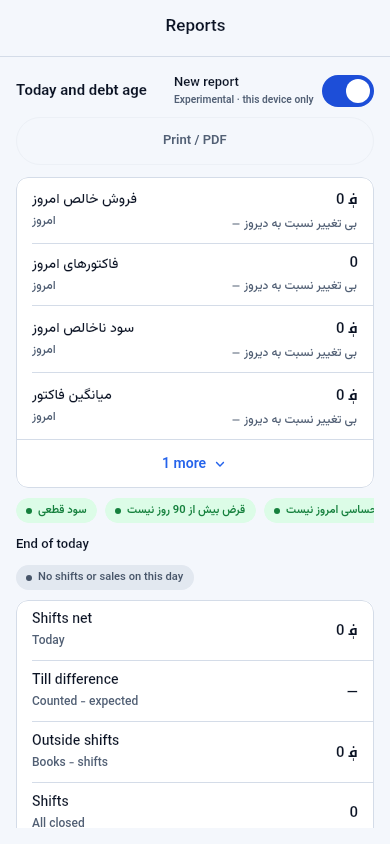 Reports
Today and debt age
New report
Experimental · this device only
Print / PDF
فروش خالص امروز
؋ 0
امروز
بی تغییر نسبت به دیروز —
فاکتورهای امروز
0
امروز
بی تغییر نسبت به دیروز —
سود ناخالص امروز
؋ 0
امروز
بی تغییر نسبت به دیروز —
میانگین فاکتور
؋ 0
امروز
بی تغییر نسبت به دیروز —
1 more
سود قطعی
قرض بیش از 90 روز نیست
حساسی امروز نیست
End of today
No shifts or sales on this day
Shifts net
؋ 0
Today
Till difference
—
Counted - expected
Outside shifts
؋ 0
Books - shifts
Shifts
0
All closed